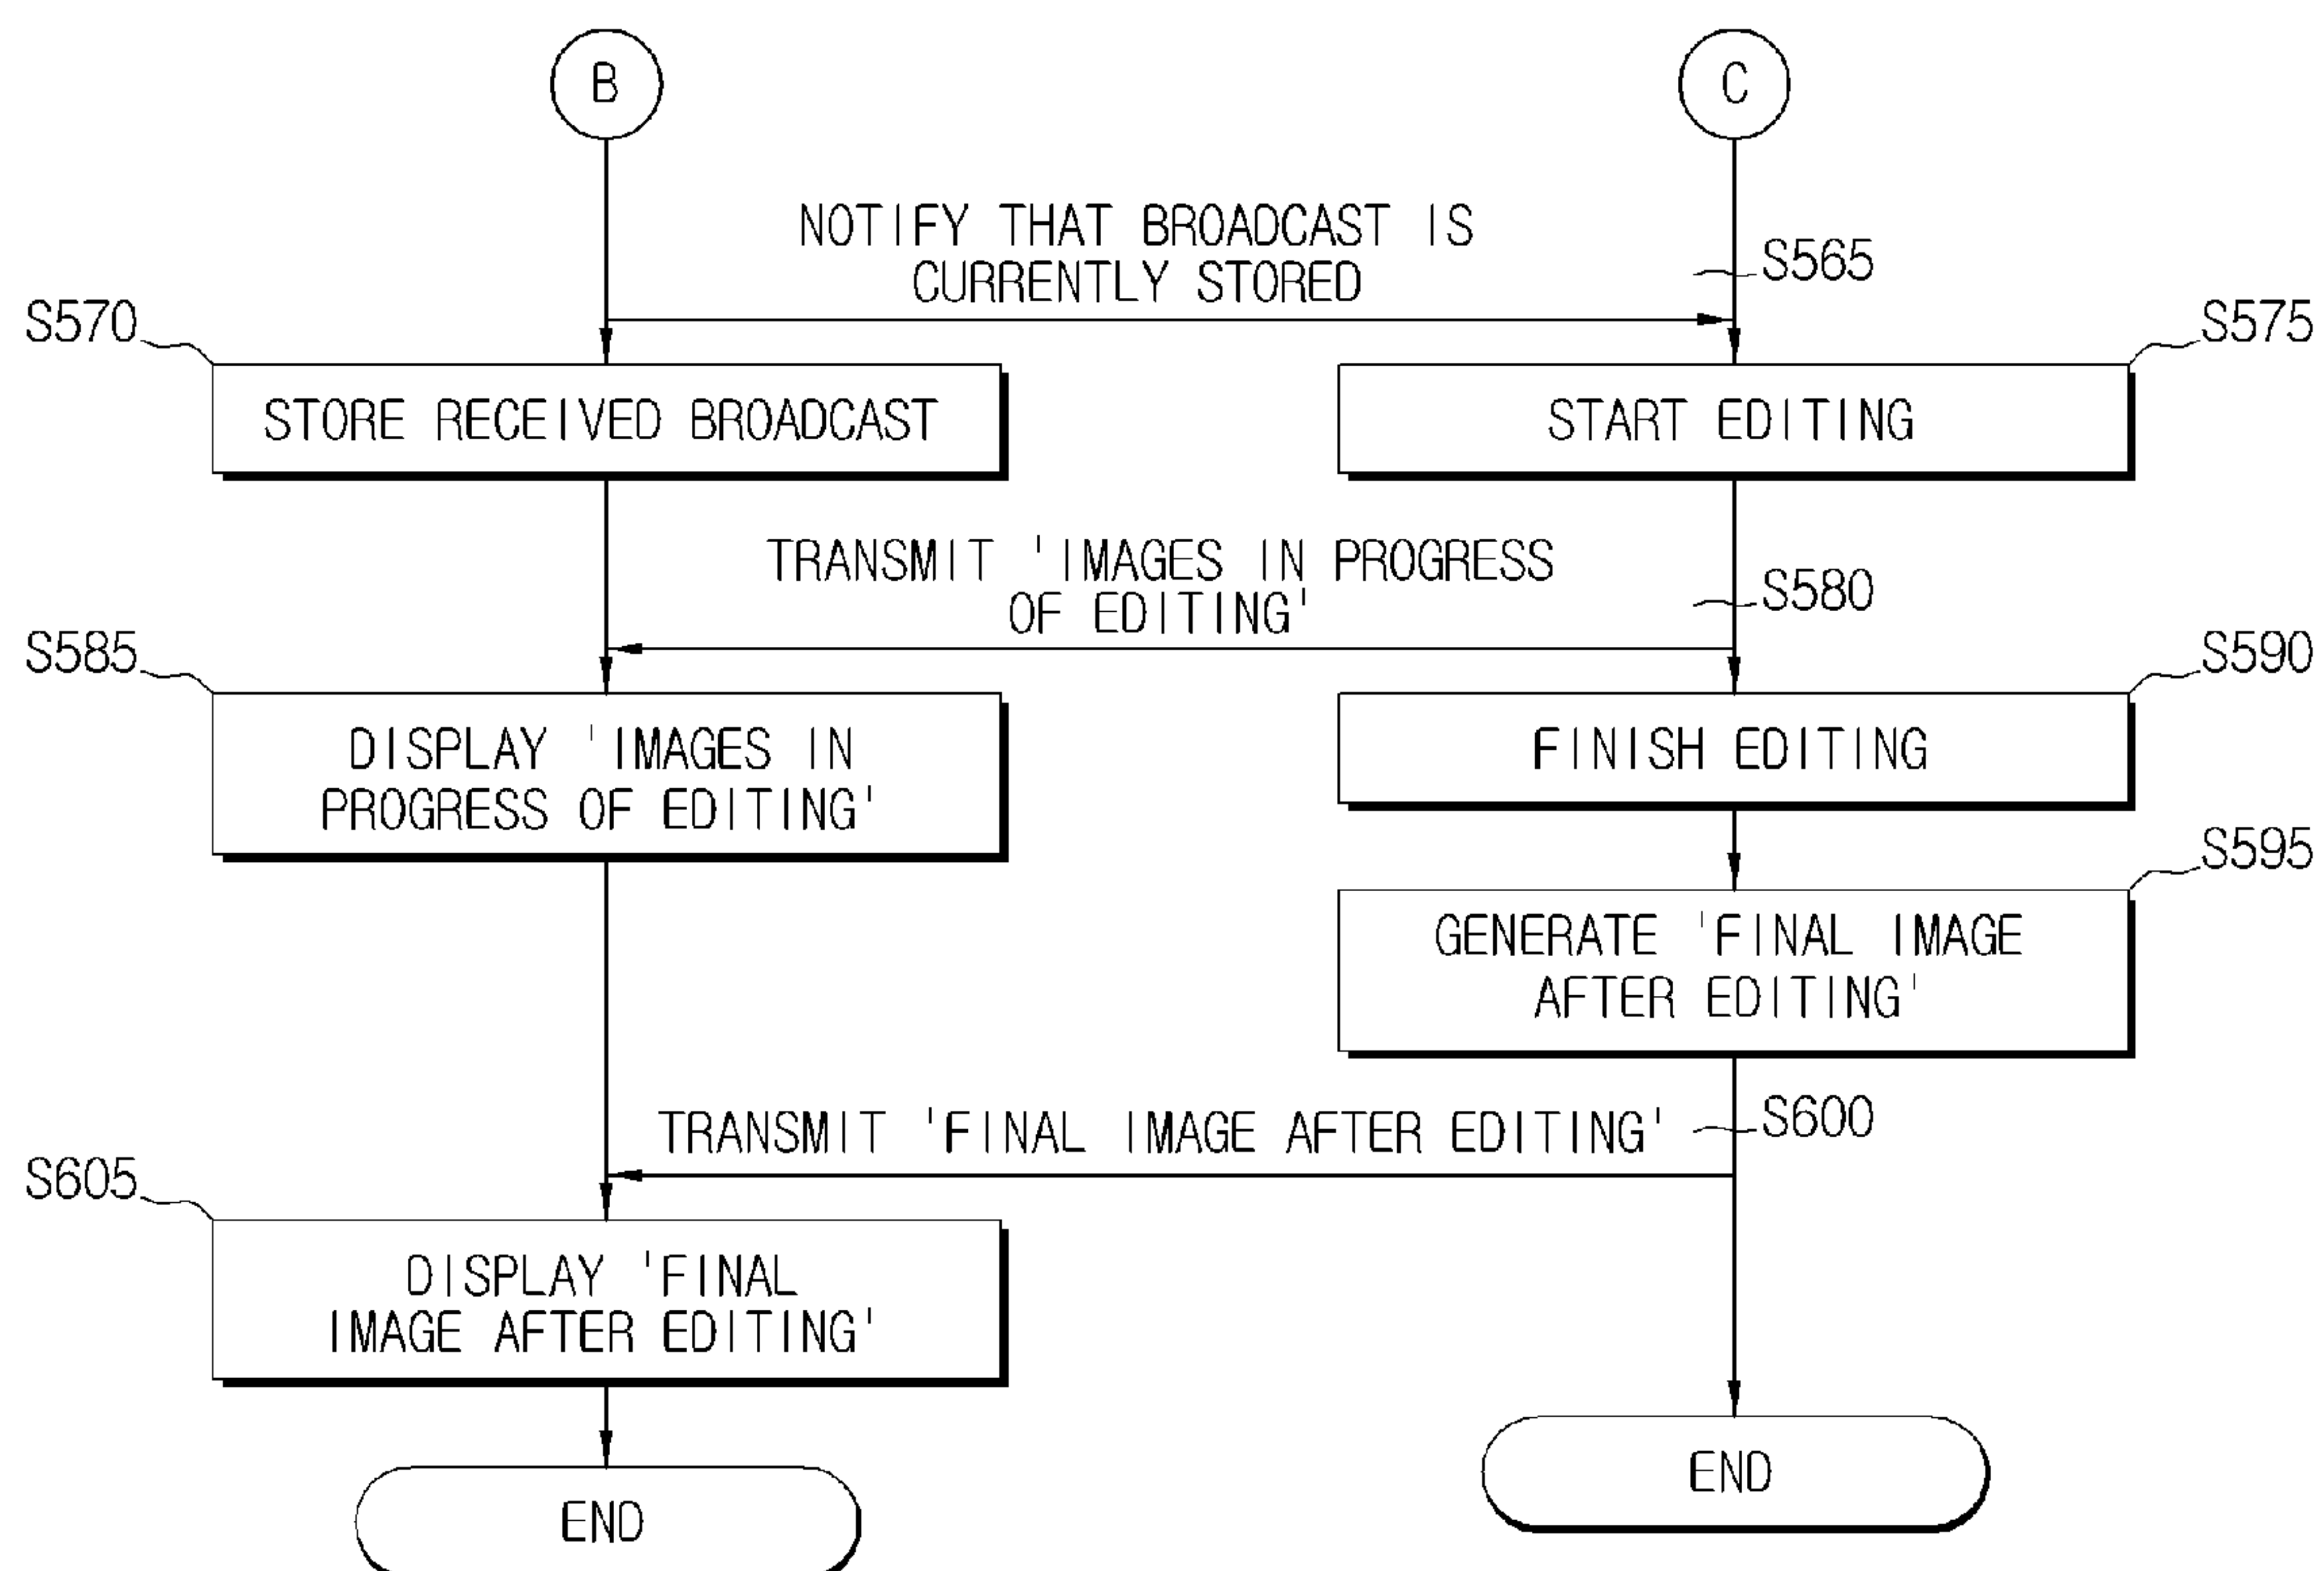 B
C
NOTIFY THAT BROADCAST IS
CURRENTLY STORED
S565
S570
S575
STORE RECEIVED BROADCAST
START EDITING
TRANSMIT 'IMAGES IN PROGRESS
OF EDITING'
S580
S585
S590
DISPLAY 'IMAGES IN
PROGRESS OF EDITING'
FINISH EDITING
S595
GENERATE 'FINAL IMAGE
AFTER EDITING'
TRANSMIT 'FINAL IMAGE AFTER EDITING'
S600
S605
DISPLAY 'FINAL
IMAGE AFTER EDITING'
END
END